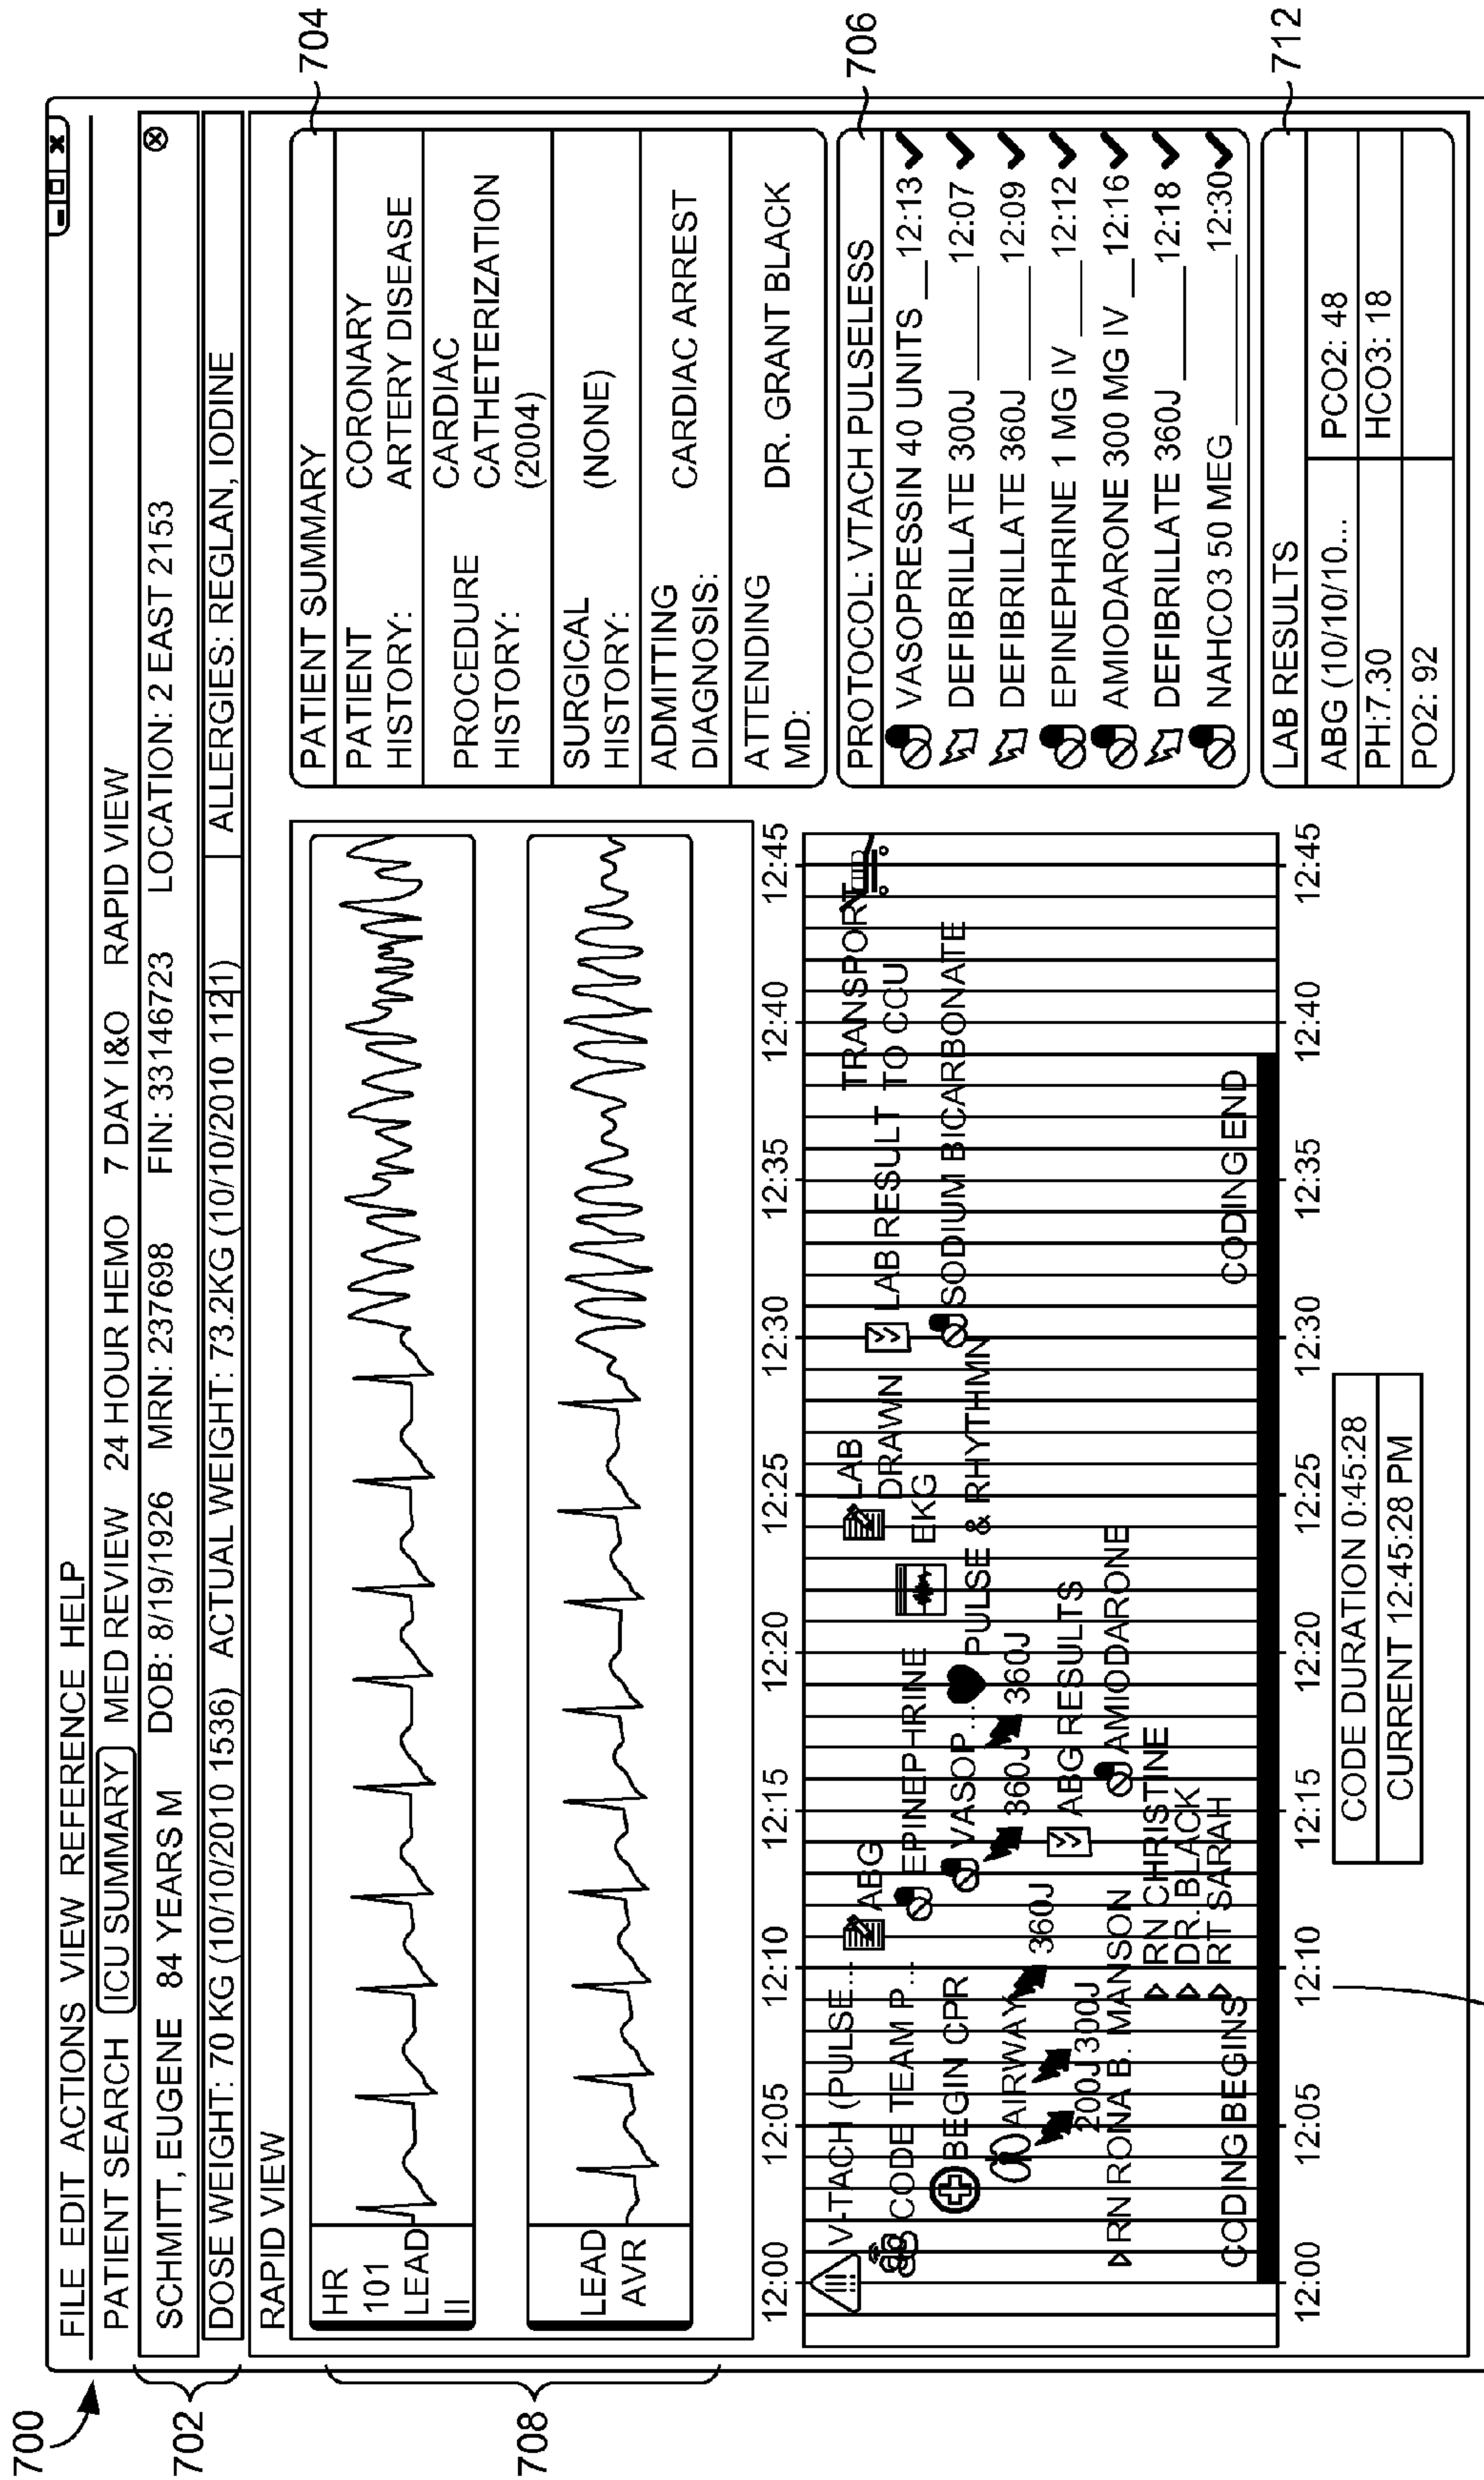 700
FILE EDIT ACTIONS VIEW REFERENCE HELP
PATIENT SEARCH ICU SUMMARY MED REVIEW 24 HOUR HEMO 7 DAY I&O RAPID VIEW
702
SCHMITT, EUGENE 84 YEARS M DOB: 8/19/1926 MRN: 237698 FIN: 33146723 LOCATION: 2 EAST 2153
DOSE WEIGHT: 70 KG (10/10/2010 1536) ACTUAL WEIGHT: 73.2KG (10/10/2010 1121) ALLERGIES: REGLAN, IODINE
RAPID VIEW
708
HR
101
LEAD
II
LEAD
AVR
12:00 12:05 12:10 12:15 12:20 12:25 12:30 12:35 12:40 12:45
V-TACH (PULSE...
ABG
LAB
DRAWN
LAB RESULT
TRANSPORT
TO CCU
CODE TEAM P...
EPINEPHRINE
EKG
BEGIN CPR
VASOP...
PULSE & RHYTHMN
SODIUM BICARBONATE
AIRWAY
360J
360J
360J
200J
300J
ABG RESULTS
RN RONA B. MANSON
AMIODARONE
RN CHRISTINE
DR. BLACK
RT SARAH
CODING BEGINS
CODING END
12:00 12:05 12:10 12:15 12:20 12:25 12:30 12:35 12:40 12:45
CODE DURATION 0:45:28
CURRENT 12:45:28 PM
704
PATIENT SUMMARY
PATIENT CORONARY
HISTORY: ARTERY DISEASE
PROCEDURE CARDIAC
HISTORY: CATHETERIZATION
(2004)
SURGICAL (NONE)
HISTORY:
ADMITTING CARDIAC ARREST
DIAGNOSIS:
ATTENDING DR. GRANT BLACK
MD:
706
PROTOCOL: VTACH PULSELESS
VASOPRESSIN 40 UNITS __12:13
DEFIBRILLATE 300J ______12:07
DEFIBRILLATE 360J ______12:09
EPINEPHRINE 1 MG IV ____12:12
AMIODARONE 300 MG IV __12:16
DEFIBRILLATE 360J ______12:18
NAHCO3 50 MEG ________12:30
712
LAB RESULTS
ABG (10/10/10... PCO2: 48
PH:7.30 HCO3: 18
PO2: 92